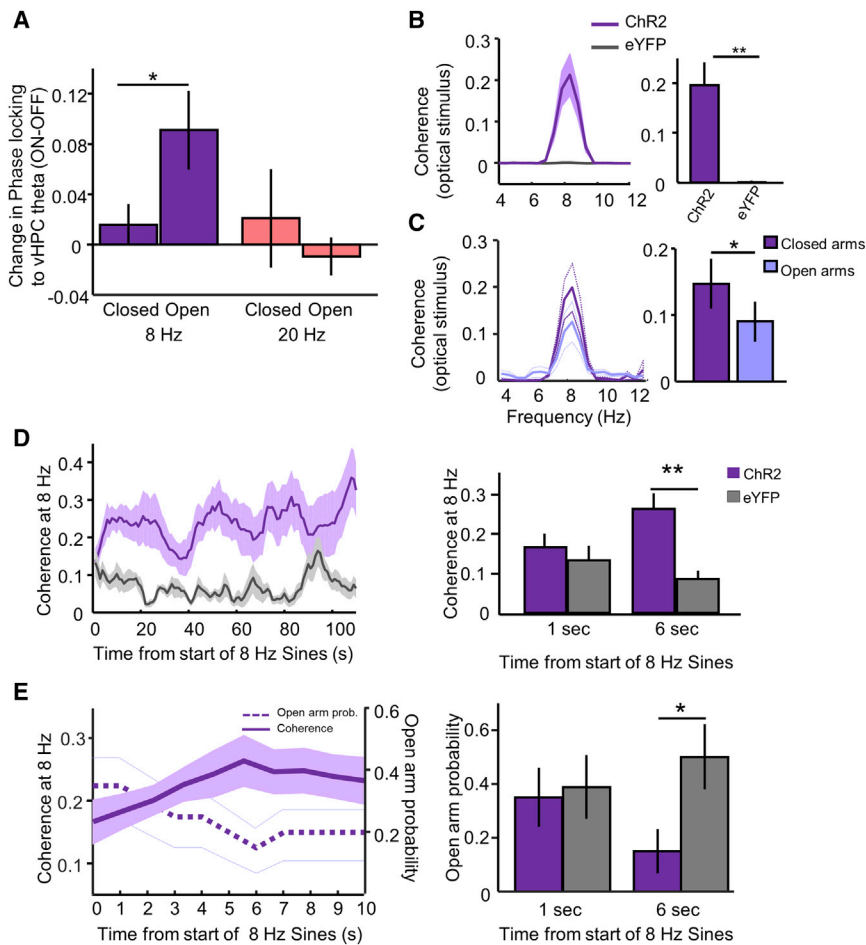 A
Change in Phase locking
to vHPC theta (ON-OFF)
0.12
0.08
0.04
0
-0.04
*
Closed Open
8 Hz
Closed Open
20 Hz
B
ChR2
eYFP
Coherence
(optical stimulus)
0.3
0.2
0.1
0
4 6 8 10 12
0.2
0.1
0
**
ChR2
eYFP
C
Coherence
(optical stimulus)
0.3
0.2
0.1
0
4 6 8 10 12
Frequency (Hz)
0.2
0.1
0
*
Closed arms
Open arms
D
Coherence at 8 Hz
0.4
0.3
0.2
0.1
0
0 20 40 60 80 100
Time from start of 8 Hz Sines (s)
Coherence at 8 Hz
0.3
0.2
0.1
0
**
ChR2
eYFP
1 sec 6 sec
Time from start of 8 Hz Sines
E
Coherence at 8 Hz
0.3
0.2
0.1
Open arm prob.
Coherence
0.6
0.4
0.2
Open arm probability
0 1 2 3 4 5 6 7 8 9 10
Time from start of 8 Hz Sines (s)
Open arm probability
0.6
0.4
0.2
0
*
1 sec 6 sec
Time from start of 8 Hz Sines